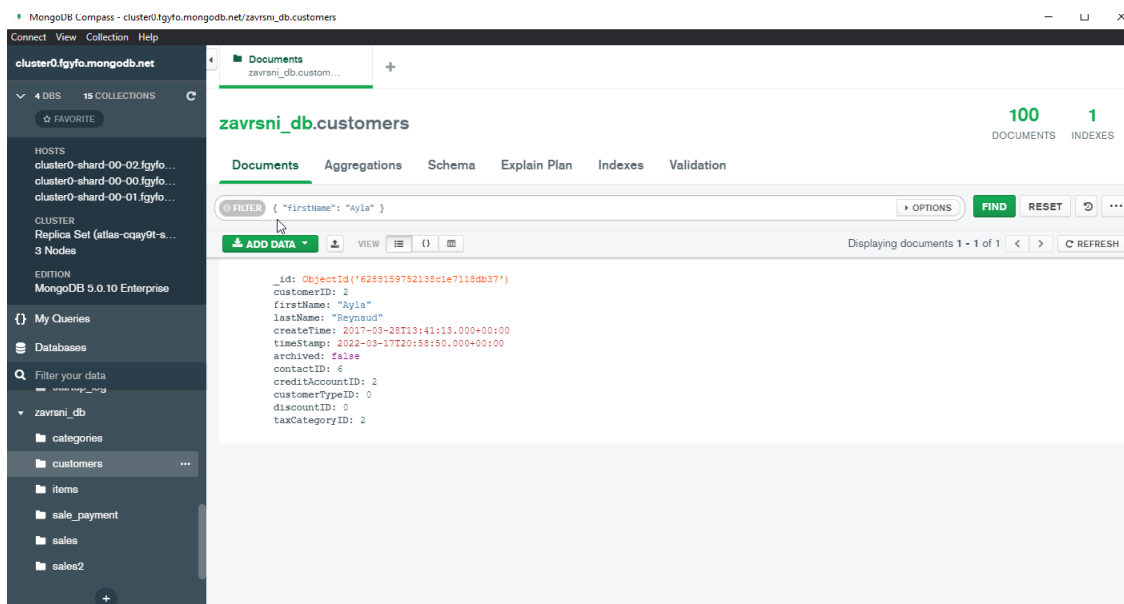 MongoDB Compass - cluster0.fgyfo.mongodb.net/zavrsni_db.customers
Connect View Collection Help
cluster0.fgyfo.mongodb.net
4 DBS 15 COLLECTIONS
FAVORITE
HOSTS
cluster0-shard-00-02.fgyfo...
cluster0-shard-00-00.fgyfo...
cluster0-shard-00-01.fgyfo...
CLUSTER
Replica Set (atlas-cqay9t-s...
3 Nodes
EDITION
MongoDB 5.0.10 Enterprise
{} My Queries
Databases
Filter your data
startup_log
zavrsni_db
categories
customers ...
items
sale_payment
sales
sales2
+
Documents
zavrsni_db.custom...
+
zavrsni_db.customers
100 1
DOCUMENTS INDEXES
Documents Aggregations Schema Explain Plan Indexes Validation
FILTER { "firstName": "Ayla" } OPTIONS FIND RESET ...
ADD DATA VIEW {} Displaying documents 1 - 1 of 1 < > REFRESH
_id: ObjectId('6288159752138c1e7118db37')
customerID: 2
firstName: "Ayla"
lastName: "Reynaud"
createTime: 2017-03-28T13:41:13.000+00:00
timeStamp: 2022-03-17T20:58:50.000+00:00
archived: false
contactID: 6
creditAccountID: 2
customerTypeID: 0
discountID: 0
taxCategoryID: 2